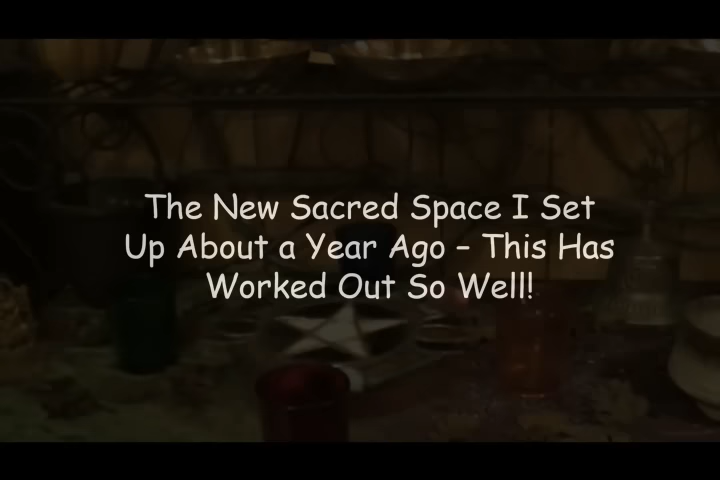 The New Sacred Space I Set
Up About a Year Ago – This Has
Worked Out So Well!